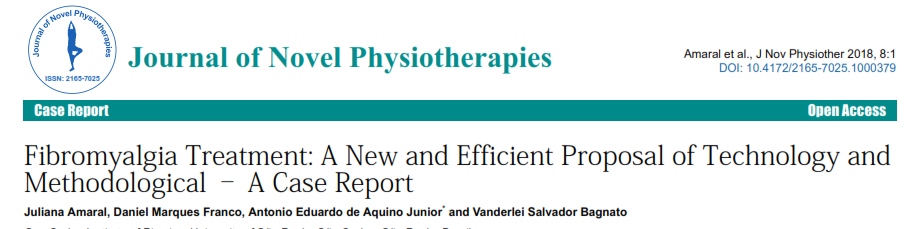 Journal of Novel Physiotherapies
ISSN: 2165-7025
Journal of Novel Physiotherapies
Amaral et al., J Nov Physiother 2018, 8:1
DOI: 10.4172/2165-7025.1000379
Case Report
Open Access
Fibromyalgia Treatment: A New and Efficient Proposal of Technology and
Methodological – A Case Report
Juliana Amaral, Daniel Marques Franco, Antonio Eduardo de Aquino Junior* and Vanderlei Salvador Bagnato